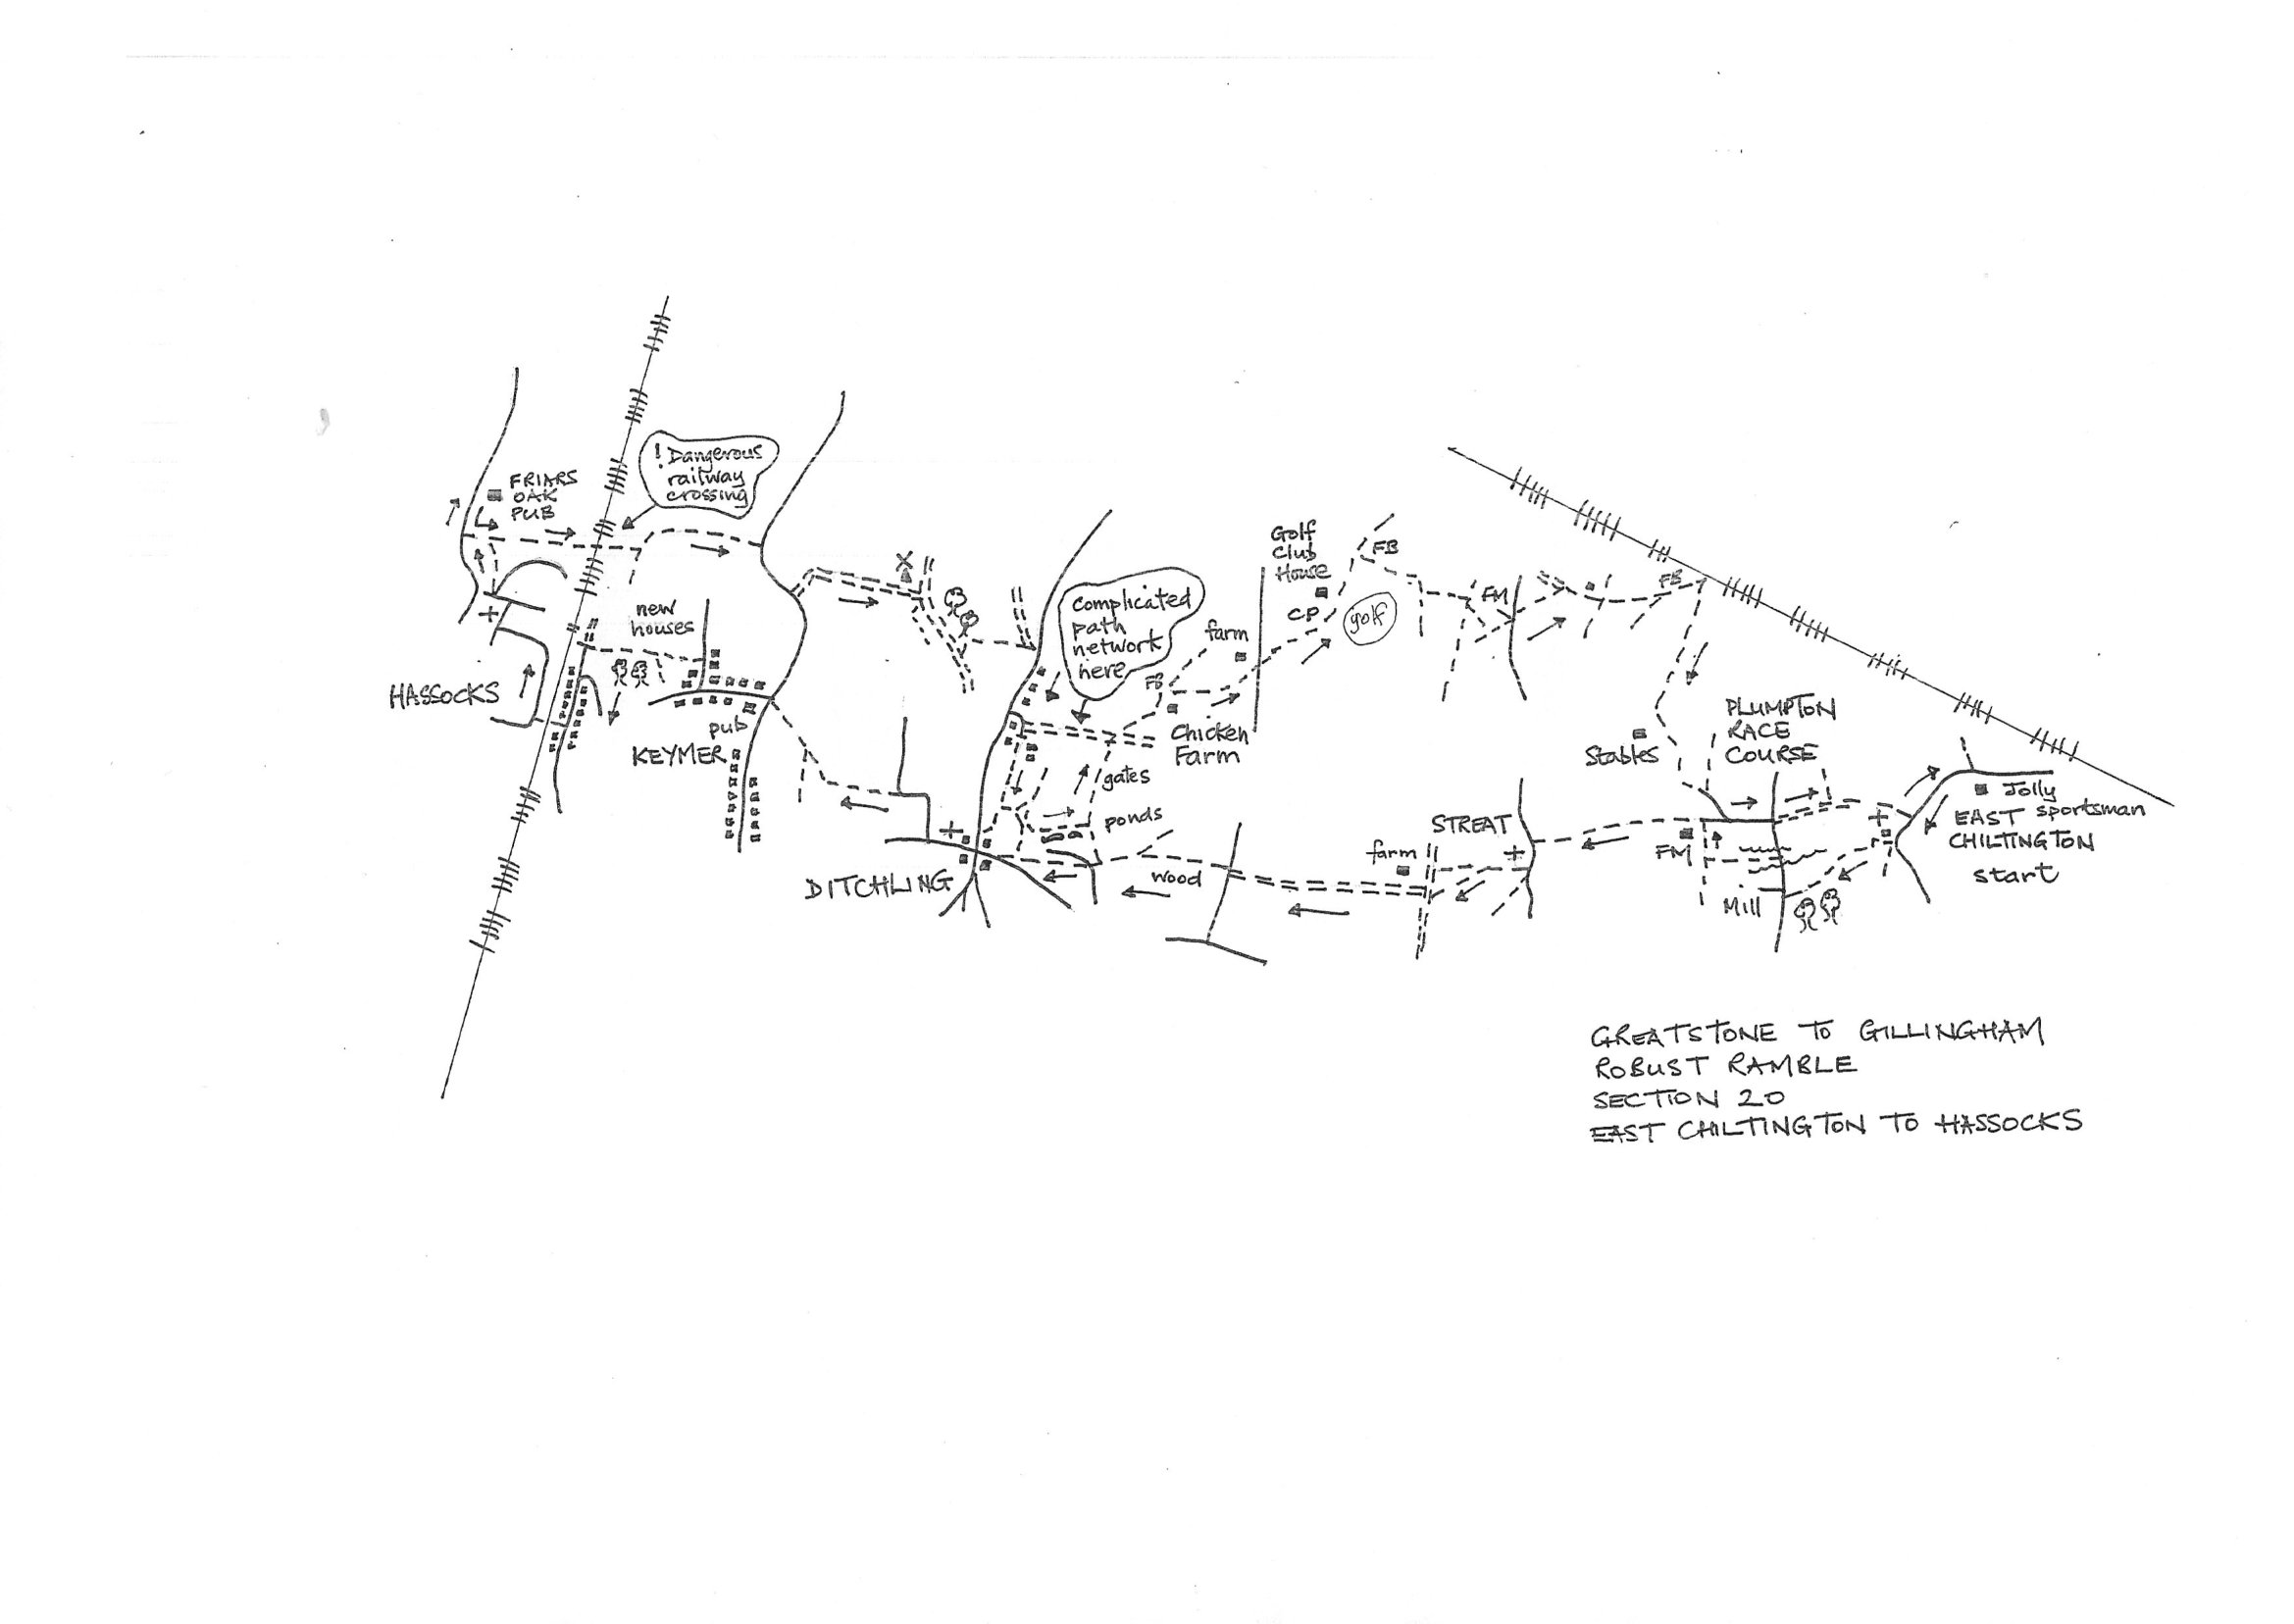 ! Dangerous
railway
crossing
FRIARS
OAK
PUB
new
houses
HASSOCKS
pub
KEYMER
X
complicated
path
network
here
Golf
Club
House
FB
CP
golf
farm
FB
Chicken
Farm
gates
ponds
DITCHLING
wood
farm
STREAT
FM
FB
Stables
PLUMPTON
RACE
COURSE
FM
Mill
Jolly
sportsman
EAST
CHILTINGTON
start
GREATSTONE TO GILLINGHAM
ROBUST RAMBLE
SECTION 20
EAST CHILTINGTON TO HASSOCKS